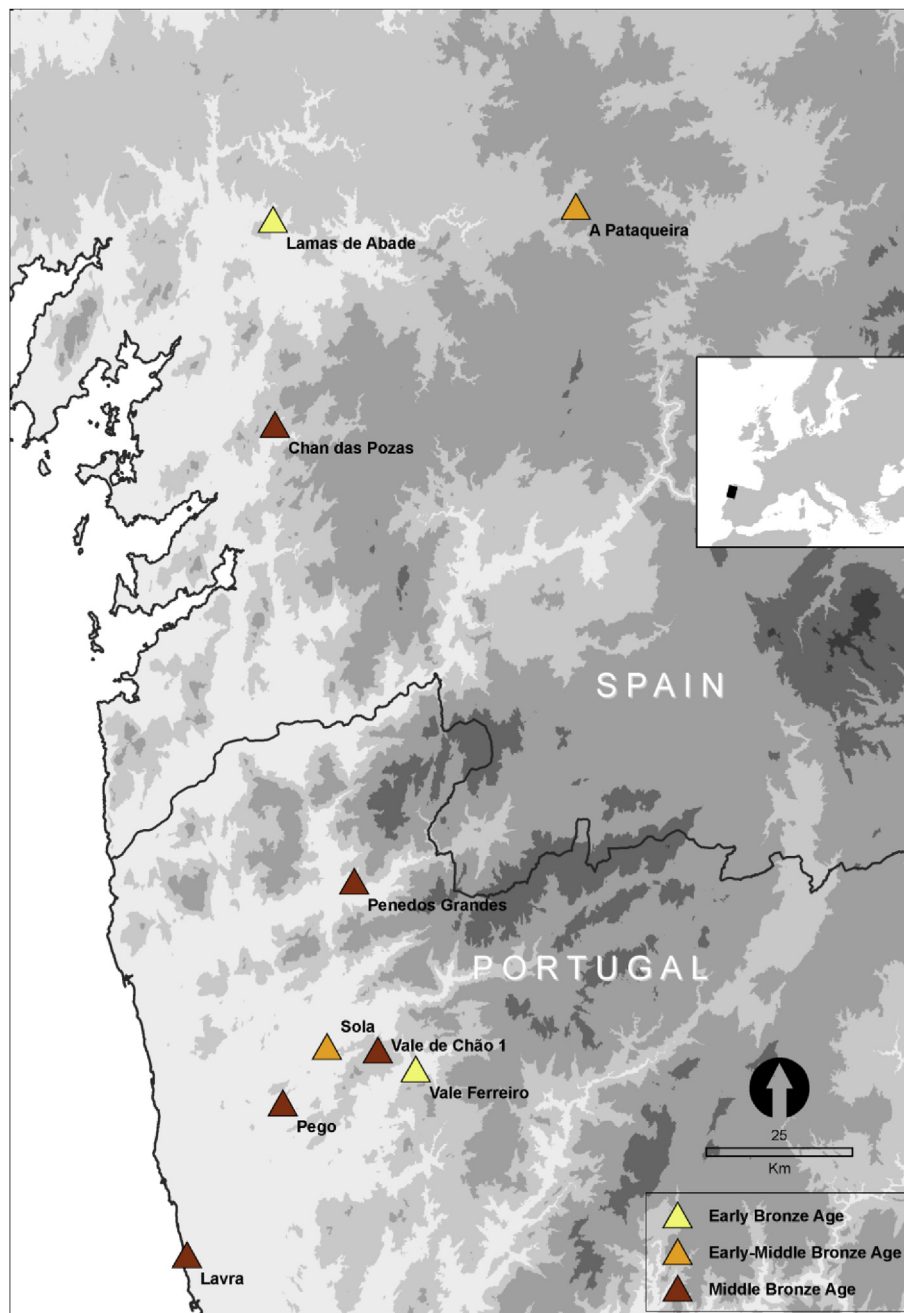 A Pataqueira
Lamas de Abade
Chan das Pozas
SPAIN
Penedos Grandes
PORTUGAL
Sola
Vale de Chão 1
Vale Ferreiro
Pego
25
Km
Lavra
Early Bronze Age
Early-Middle Bronze Age
Middle Bronze Age